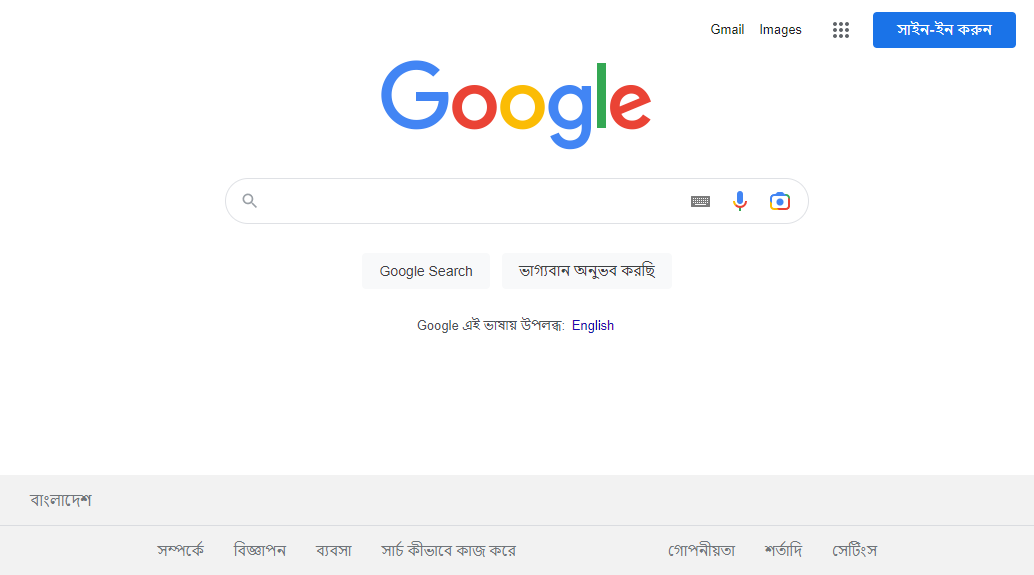 Gmail Images সাইন-ইন করুন
Google
Google Search ভাগ্যবান অনুভব করছি
Google এই ভাষায় উপলব্ধ: English
বাংলাদেশ
সম্পর্কে বিজ্ঞাপন ব্যবসা সার্চ কীভাবে কাজ করে গোপনীয়তা শর্তাদি সেটিংস